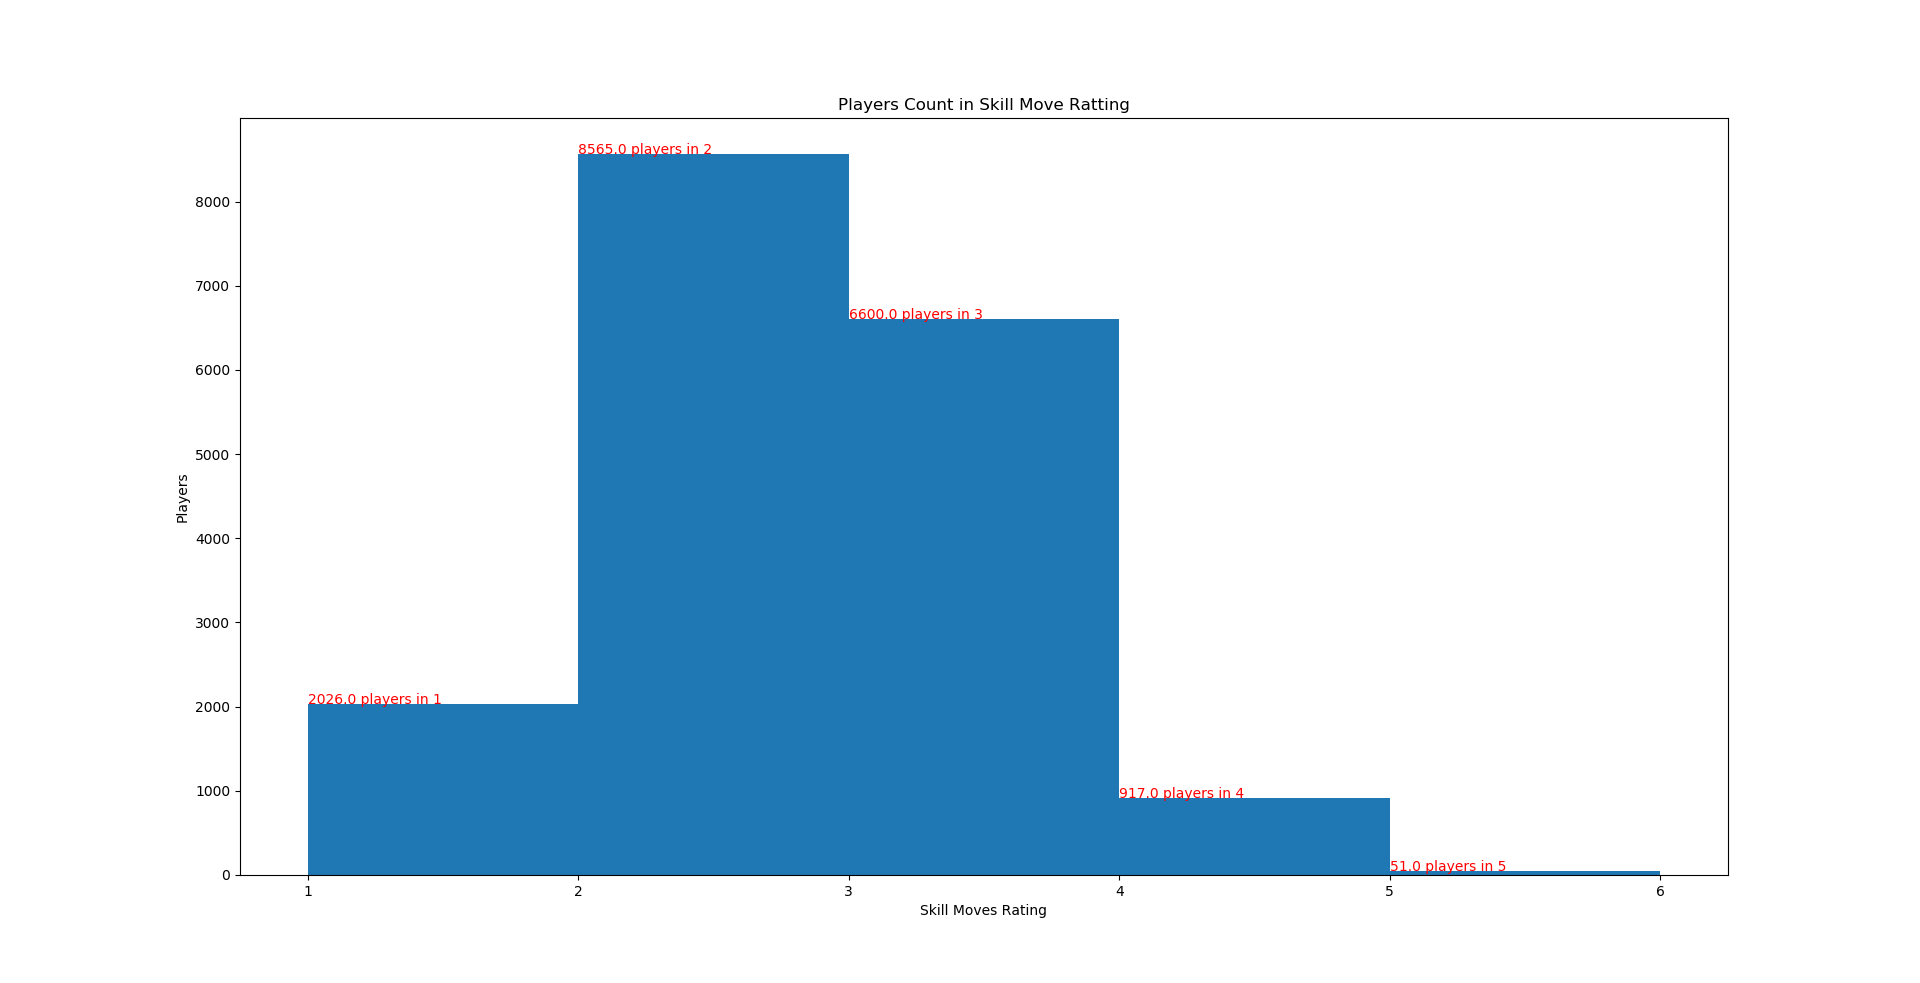 Players Count in Skill Move Ratting
8565.0 players in 2
8000
7000
6600.0 players in 3
6000
5000
Players
4000
3000
2026.0 players in 1
2000
917.0 players in 4
1000
51.0 players in 5
0
1 2 3 4 5 6
Skill Moves Rating